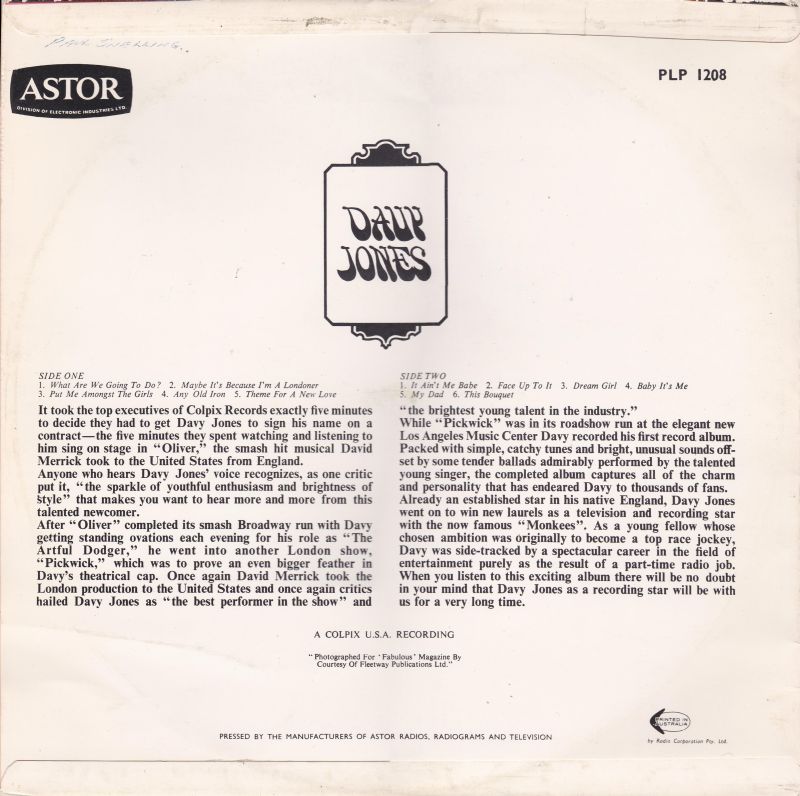 Paul Snelling.
ASTOR
DIVISION OF ELECTRONIC INDUSTRIES LTD.
PLP 1208
DAVY
JONES
SIDE ONE
1. What Are We Going To Do? 2. Maybe It's Because I'm A Londoner
3. Put Me Amongst The Girls 4. Any Old Iron 5. Theme For A New Love
It took the top executives of Colpix Records exactly five minutes
to decide they had to get Davy Jones to sign his name on a
contract—the five minutes they spent watching and listening to
him sing on stage in "Oliver," the smash hit musical David
Merrick took to the United States from England.
Anyone who hears Davy Jones' voice recognizes, as one critic
put it, "the sparkle of youthful enthusiasm and brightness of
style" that makes you want to hear more and more from this
talented newcomer.
After "Oliver" completed its smash Broadway run with Davy
getting standing ovations each evening for his role as "The
Artful Dodger," he went into another London show,
"Pickwick," which was to prove an even bigger feather in
Davy's theatrical cap. Once again David Merrick took the
London production to the United States and once again critics
hailed Davy Jones as "the best performer in the show" and
SIDE TWO
1. It Ain't Me Babe 2. Face Up To It 3. Dream Girl 4. Baby It's Me
5. My Dad 6. This Bouquet
"the brightest young talent in the industry."
While "Pickwick" was in its roadshow run at the elegant new
Los Angeles Music Center Davy recorded his first record album.
Packed with simple, catchy tunes and bright, unusual sounds off-
set by some tender ballads admirably performed by the talented
young singer, the completed album captures all of the charm
and personality that has endeared Davy to thousands of fans.
Already an established star in his native England, Davy Jones
went on to win new laurels as a television and recording star
with the now famous "Monkees". As a young fellow whose
chosen ambition was originally to become a top race jockey,
Davy was side-tracked by a spectacular career in the field of
entertainment purely as the result of a part-time radio job.
When you listen to this exciting album there will be no doubt
in your mind that Davy Jones as a recording star will be with
us for a very long time.
A COLPIX U.S.A. RECORDING
"Photographed For 'Fabulous' Magazine By
Courtesy Of Fleetway Publications Ltd."
PRINTED IN
AUSTRALIA
by Radio Corporation Pty. Ltd.
PRESSED BY THE MANUFACTURERS OF ASTOR RADIOS, RADIOGRAMS AND TELEVISION